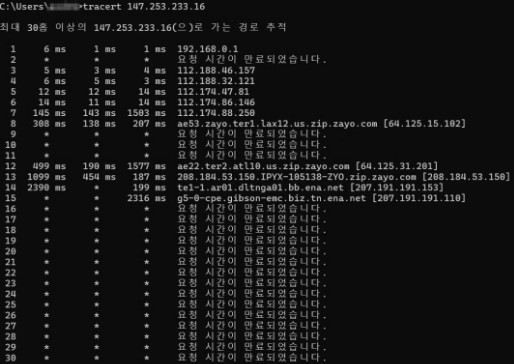 C:\Users\>tracert 147.253.233.16
최대 30홉 이상의 147.253.233.16(으)로 가는 경로 추적
1 6 ms 1 ms 1 ms 192.168.0.1
2 * * * 요청 시간이 만료되었습니다.
3 5 ms 3 ms 4 ms 112.188.46.157
4 6 ms 5 ms 3 ms 112.188.32.121
5 12 ms 12 ms 14 ms 112.174.47.81
6 14 ms 11 ms 14 ms 112.174.86.146
7 145 ms 143 ms 1503 ms 112.174.88.250
8 308 ms 138 ms 207 ms ae53.zayo.ter1.lax12.us.zip.zayo.com [64.125.15.102]
9 * * * 요청 시간이 만료되었습니다.
10 * * * 요청 시간이 만료되었습니다.
11 * * * 요청 시간이 만료되었습니다.
12 499 ms 190 ms 1577 ms ae22.ter2.atl10.us.zip.zayo.com [64.125.31.201]
13 1099 ms 454 ms 187 ms 208.184.53.150.IPYX-105138-ZYO.zip.zayo.com [208.184.53.150]
14 2390 ms * 199 ms te1-1.ar01.dltnga01.bb.ena.net [207.191.191.153]
15 * * 2316 ms g5-0-cpe.gibson-emc.biz.tn.ena.net [207.191.191.110]
16 * * * 요청 시간이 만료되었습니다.
17 * * * 요청 시간이 만료되었습니다.
18 * * * 요청 시간이 만료되었습니다.
19 * * * 요청 시간이 만료되었습니다.
20 * * * 요청 시간이 만료되었습니다.
21 * * * 요청 시간이 만료되었습니다.
22 * * * 요청 시간이 만료되었습니다.
23 * * * 요청 시간이 만료되었습니다.
24 * * * 요청 시간이 만료되었습니다.
25 * * * 요청 시간이 만료되었습니다.
26 * * * 요청 시간이 만료되었습니다.
27 * * * 요청 시간이 만료되었습니다.
28 * * * 요청 시간이 만료되었습니다.
29 * * * 요청 시간이 만료되었습니다.
30 * * * 요청 시간이 만료되었습니다.